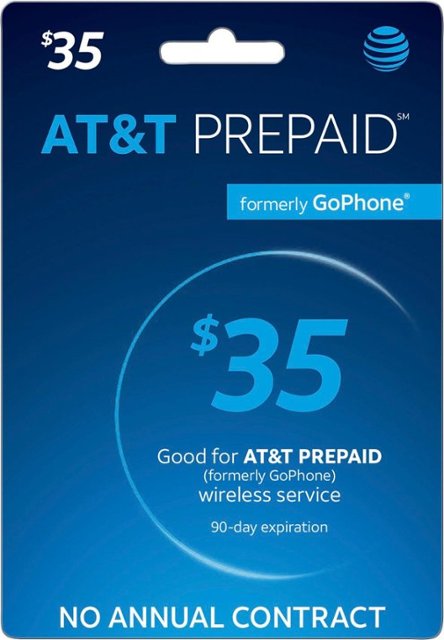 $35
AT&T PREPAID℠
formerly GoPhone®
$35
Good for AT&T PREPAID
(formerly GoPhone)
wireless service
90-day expiration
NO ANNUAL CONTRACT